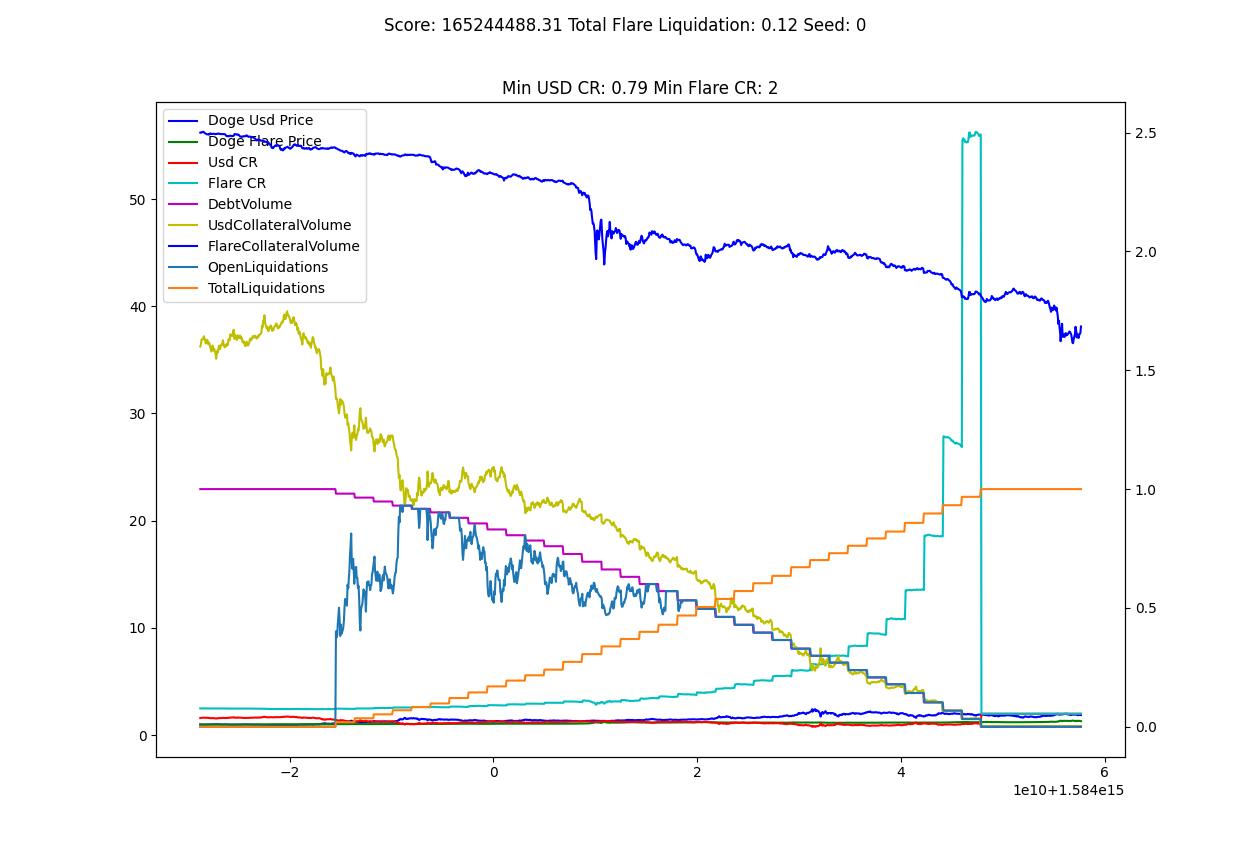 Score: 165244488.31 Total Flare Liquidation: 0.12 Seed: 0
Min USD CR: 0.79 Min Flare CR: 2
Doge Usd Price
Doge Flare Price
Usd CR
Flare CR
DebtVolume
UsdCollateralVolume
FlareCollateralVolume
OpenLiquidations
TotalLiquidations
50
40
30
20
10
0
2.5
2.0
1.5
1.0
0.5
0.0
−2
0
2
4
6
1e10+1.584e15